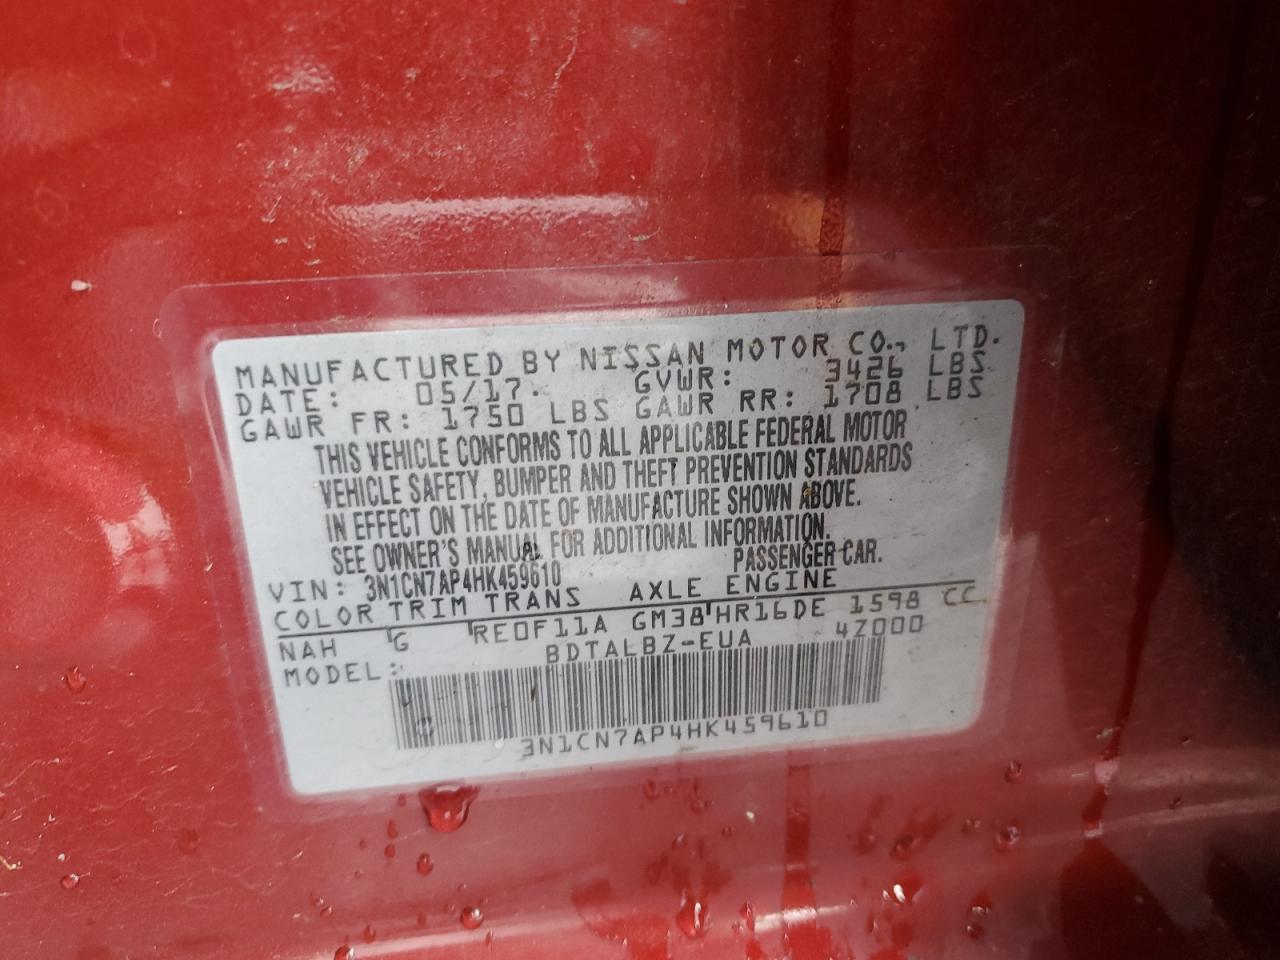 MANUFACTURED BY NISSAN MOTOR CO., LTD.
DATE: 05/17. GVWR: 3426 LBS
GAWR FR: 1750 LBS GAWR RR: 1708 LBS
THIS VEHICLE CONFORMS TO ALL APPLICABLE FEDERAL MOTOR
VEHICLE SAFETY, BUMPER AND THEFT PREVENTION STANDARDS
IN EFFECT ON THE DATE OF MANUFACTURE SHOWN ABOVE.
SEE OWNER'S MANUAL FOR ADDITIONAL INFORMATION.
PASSENGER CAR.
VIN: 3N1CN7AP4HK459610
COLOR TRIM TRANS AXLE ENGINE
NAH G RE0F11A GM38 HR16DE 1598 CC
MODEL: BDTALBZ-EUA 4Z000
3N1CN7AP4HK459610